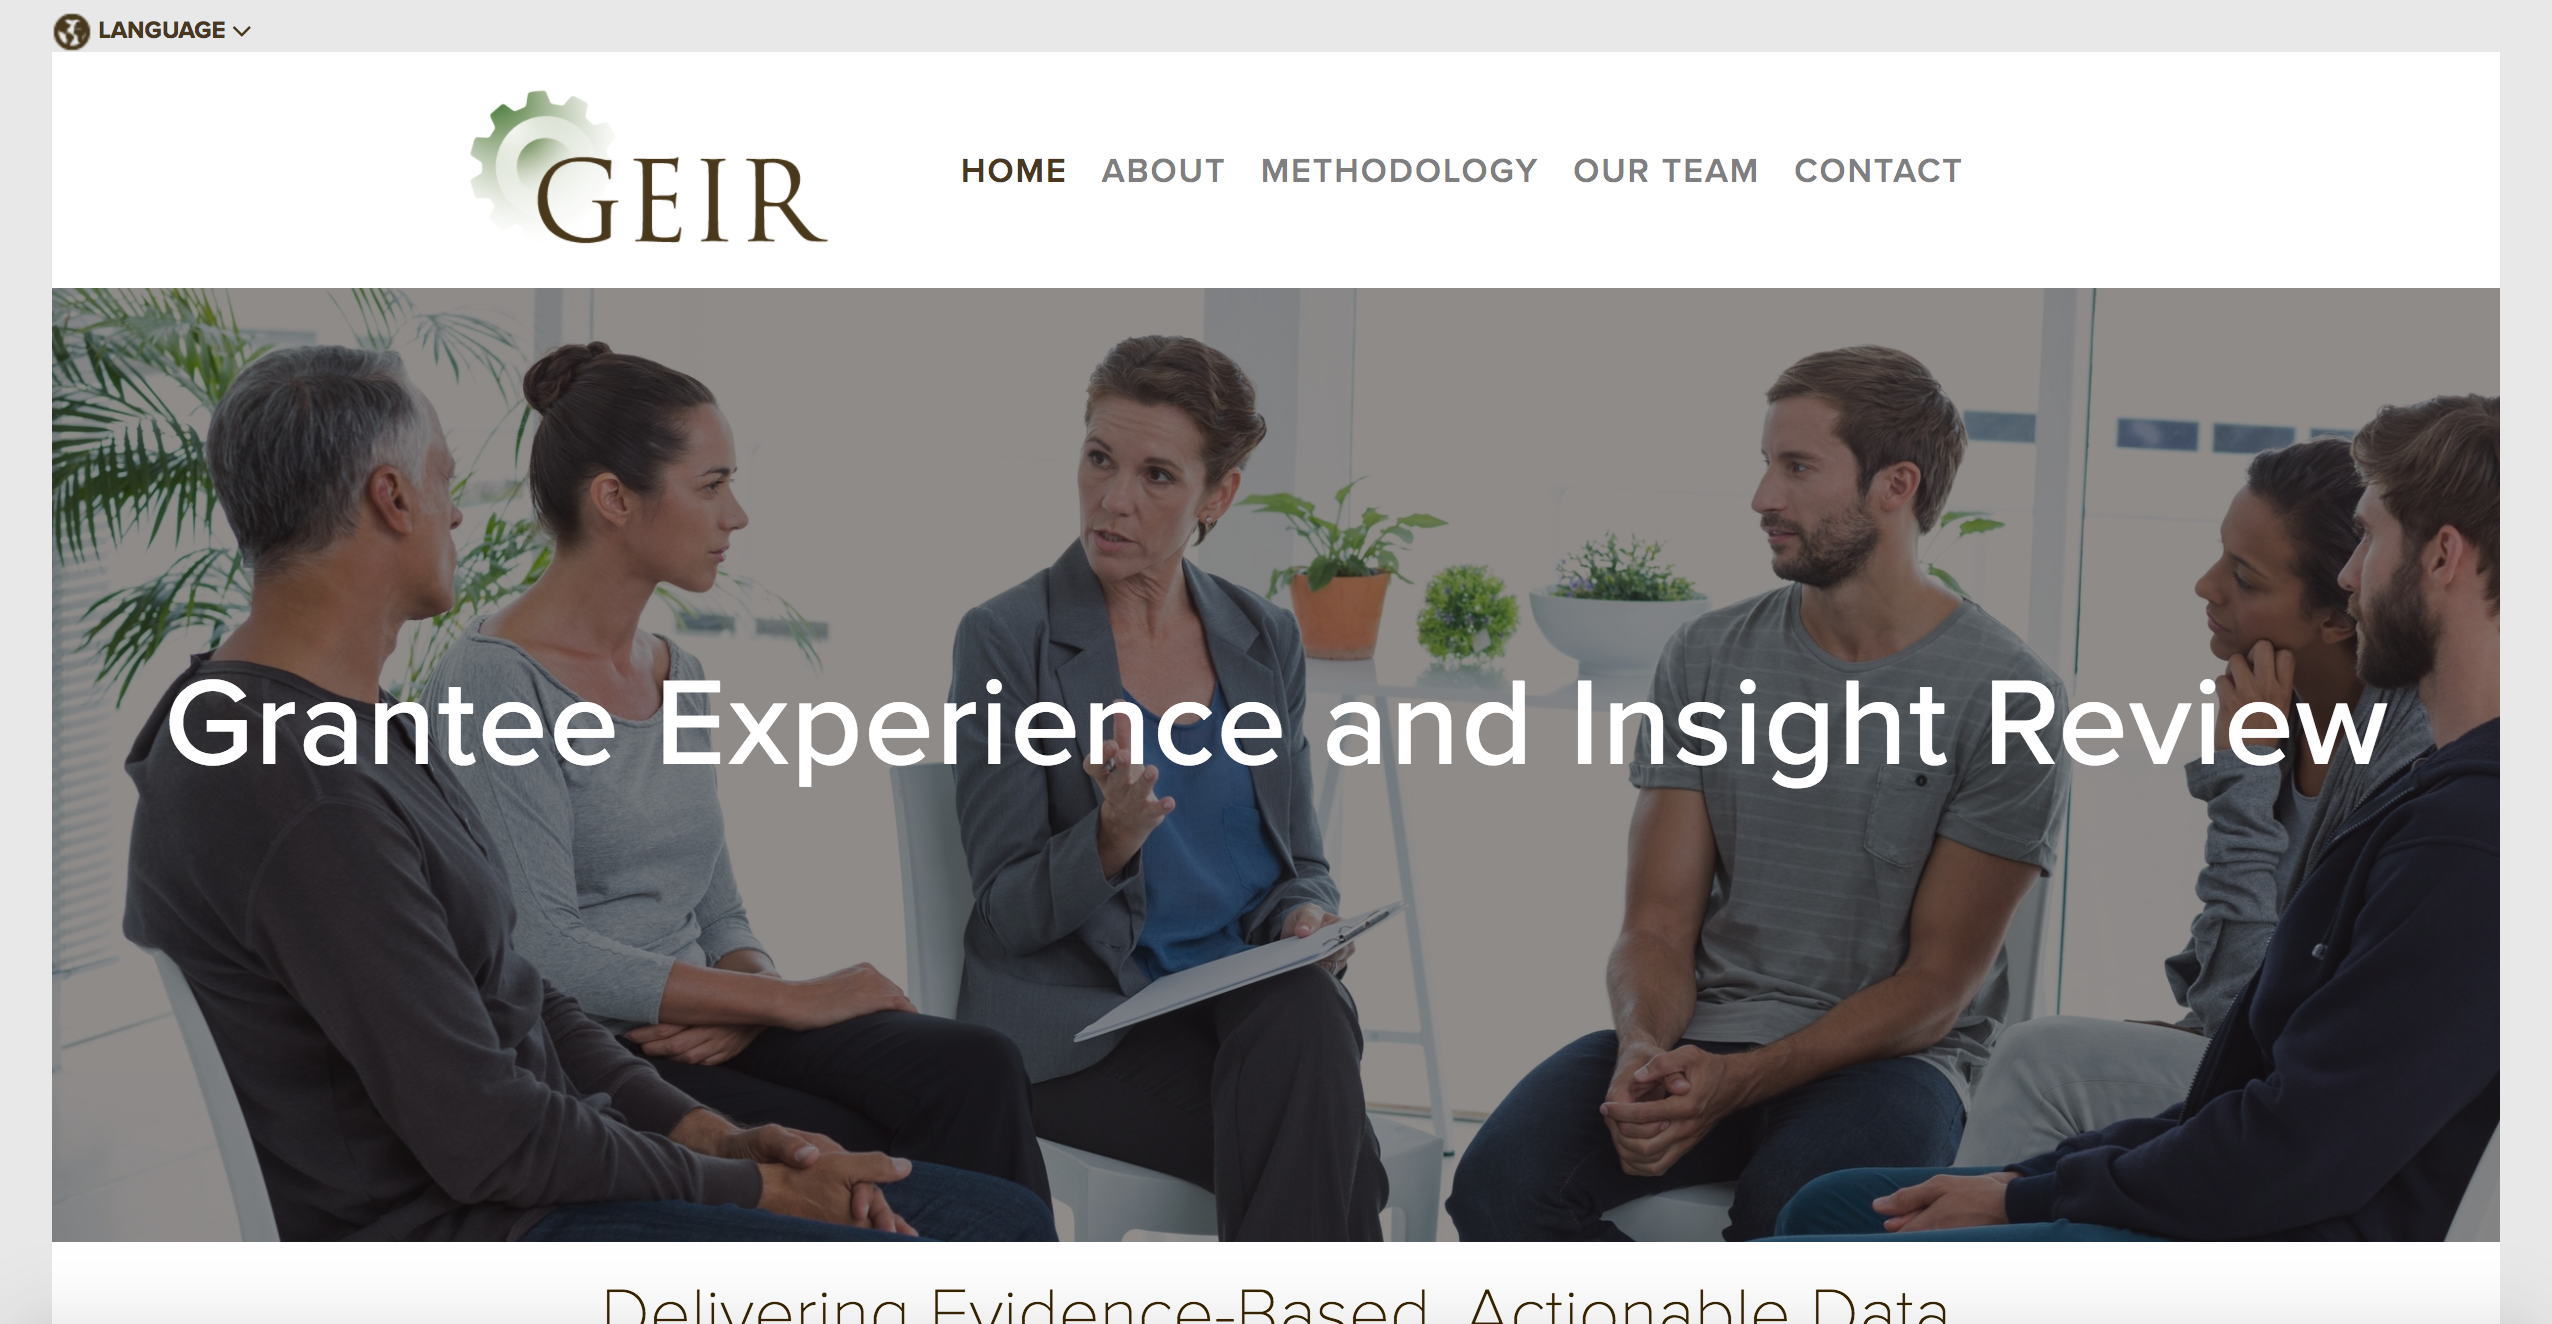 LANGUAGE
GEIR
HOME ABOUT METHODOLOGY OUR TEAM CONTACT
Grantee Experience and Insight Review
Delivering Evidence-Based, Actionable Data